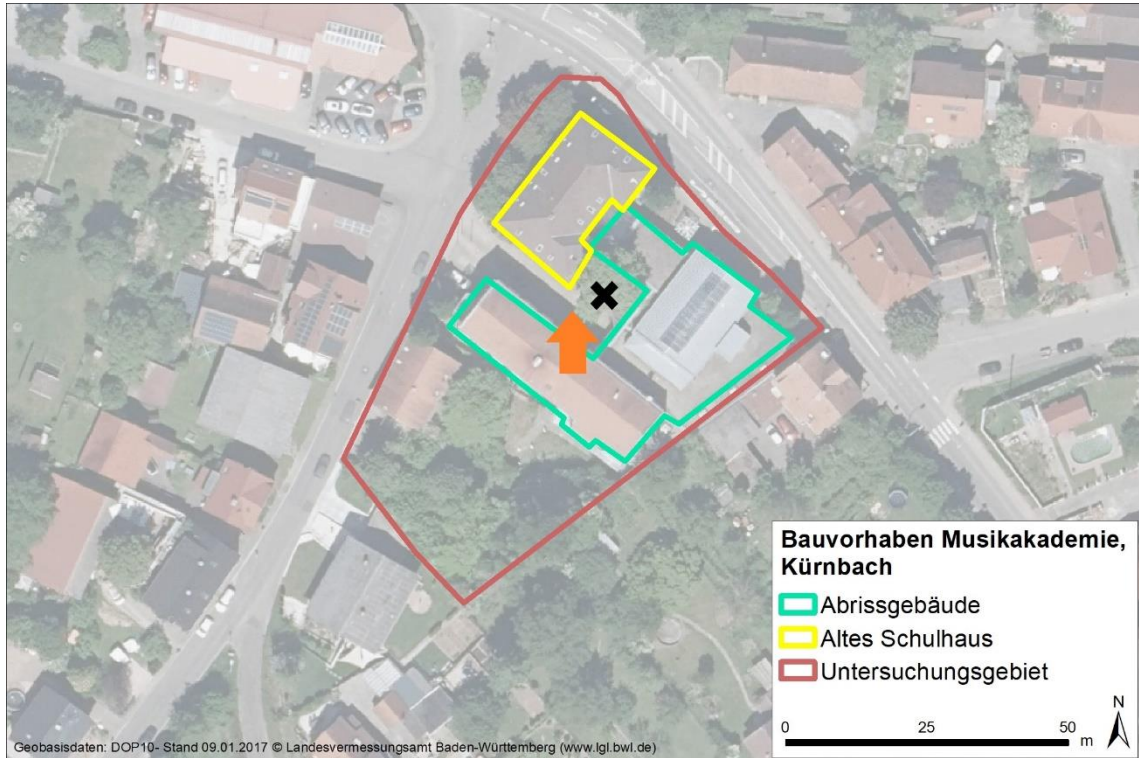 Bauvorhaben Musikakademie,
Kürnbach
Abrissgebäude
Altes Schulhaus
Untersuchungsgebiet
N
0 25 50
m
Geobasisdaten: DOP10- Stand 09.01.2017 © Landesvermessungsamt Baden-Württemberg (www.lgl.bwl.de)